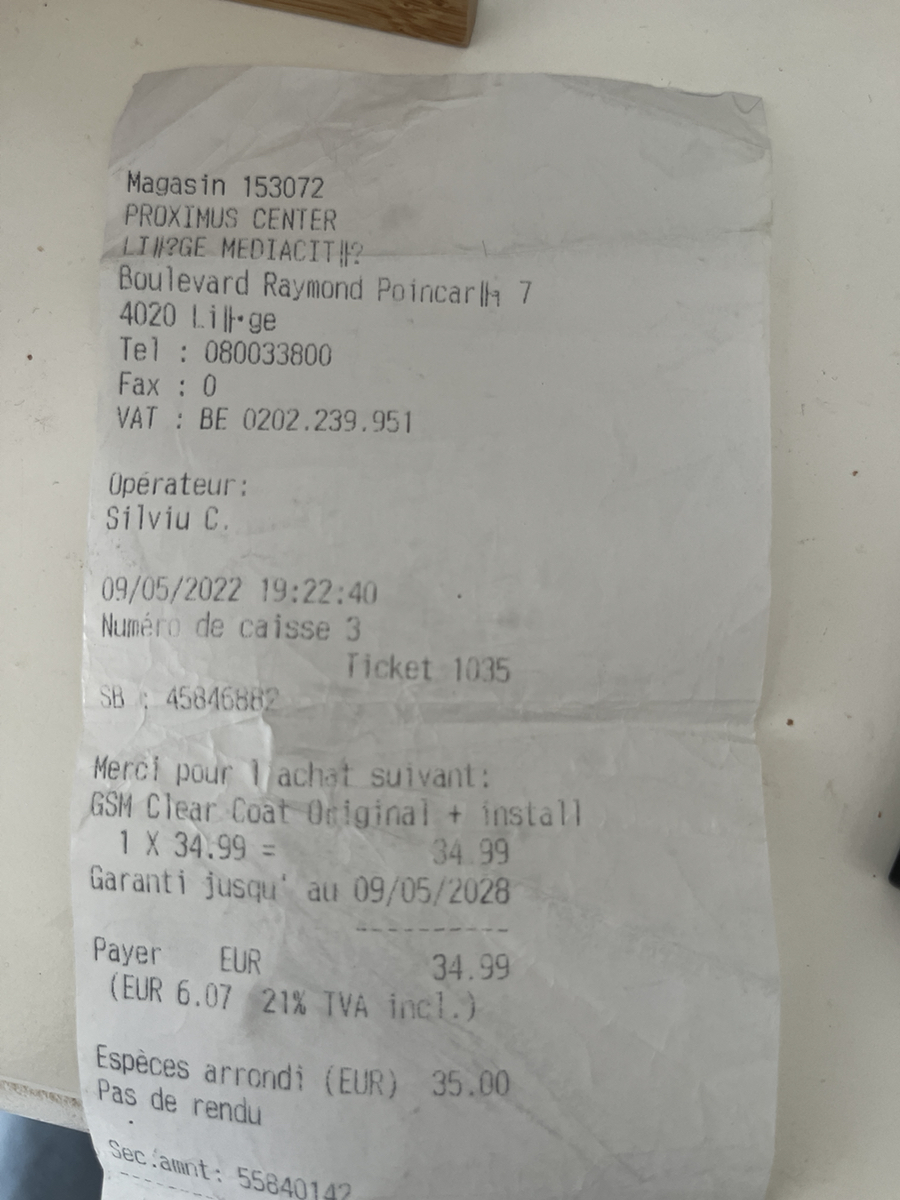 Magasin 153072
PROXIMUS CENTER
LI╫?GE MEDIACIT╫?
Boulevard Raymond Poincar╫╕ 7
4020 Li╫∙ge
Tel : 080033800
Fax : 0
VAT : BE 0202.239.951
Opérateur:
Silviu C.
09/05/2022 19:22:40
Numéro de caisse 3
Ticket 1035
SB : 45846882
Merci pour l'achat suivant:
GSM Clear Coat Original + install
1 X 34.99 = 34.99
Garanti jusqu' au 09/05/2028
----------
Payer EUR 34.99
(EUR 6.07 21% TVA incl.)
Espèces arrondi (EUR) 35.00
Pas de rendu
Sec.amnt: 55840142